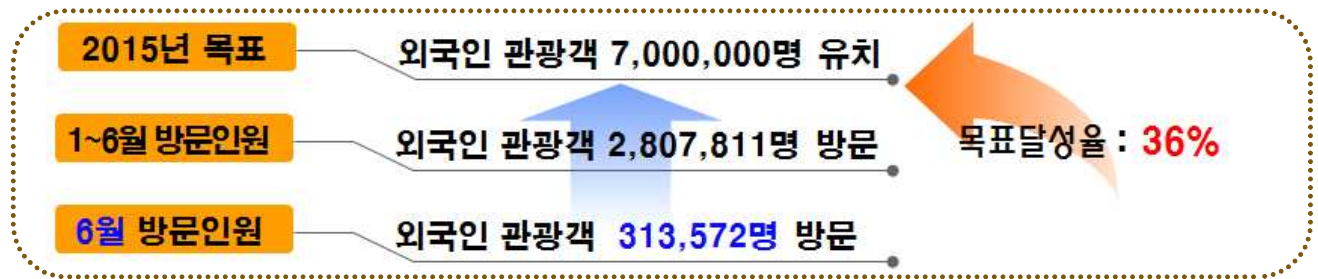 2015년 목표 외국인 관광객 7,000,000명 유치
1~6월 방문인원 외국인 관광객 2,807,811명 방문 목표달성율 : 36%
6월 방문인원 외국인 관광객 313,572명 방문